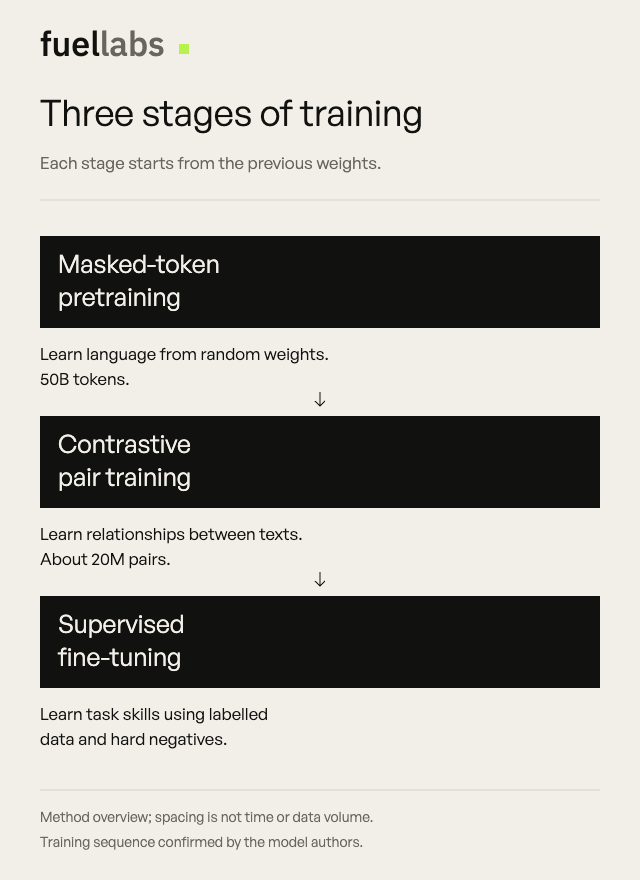 fuellabs
Three stages of training
Each stage starts from the previous weights.
Masked-token
pretraining
Learn language from random weights.
50B tokens.
↓
Contrastive
pair training
Learn relationships between texts.
About 20M pairs.
↓
Supervised
fine-tuning
Learn task skills using labelled
data and hard negatives.
Method overview; spacing is not time or data volume.
Training sequence confirmed by the model authors.